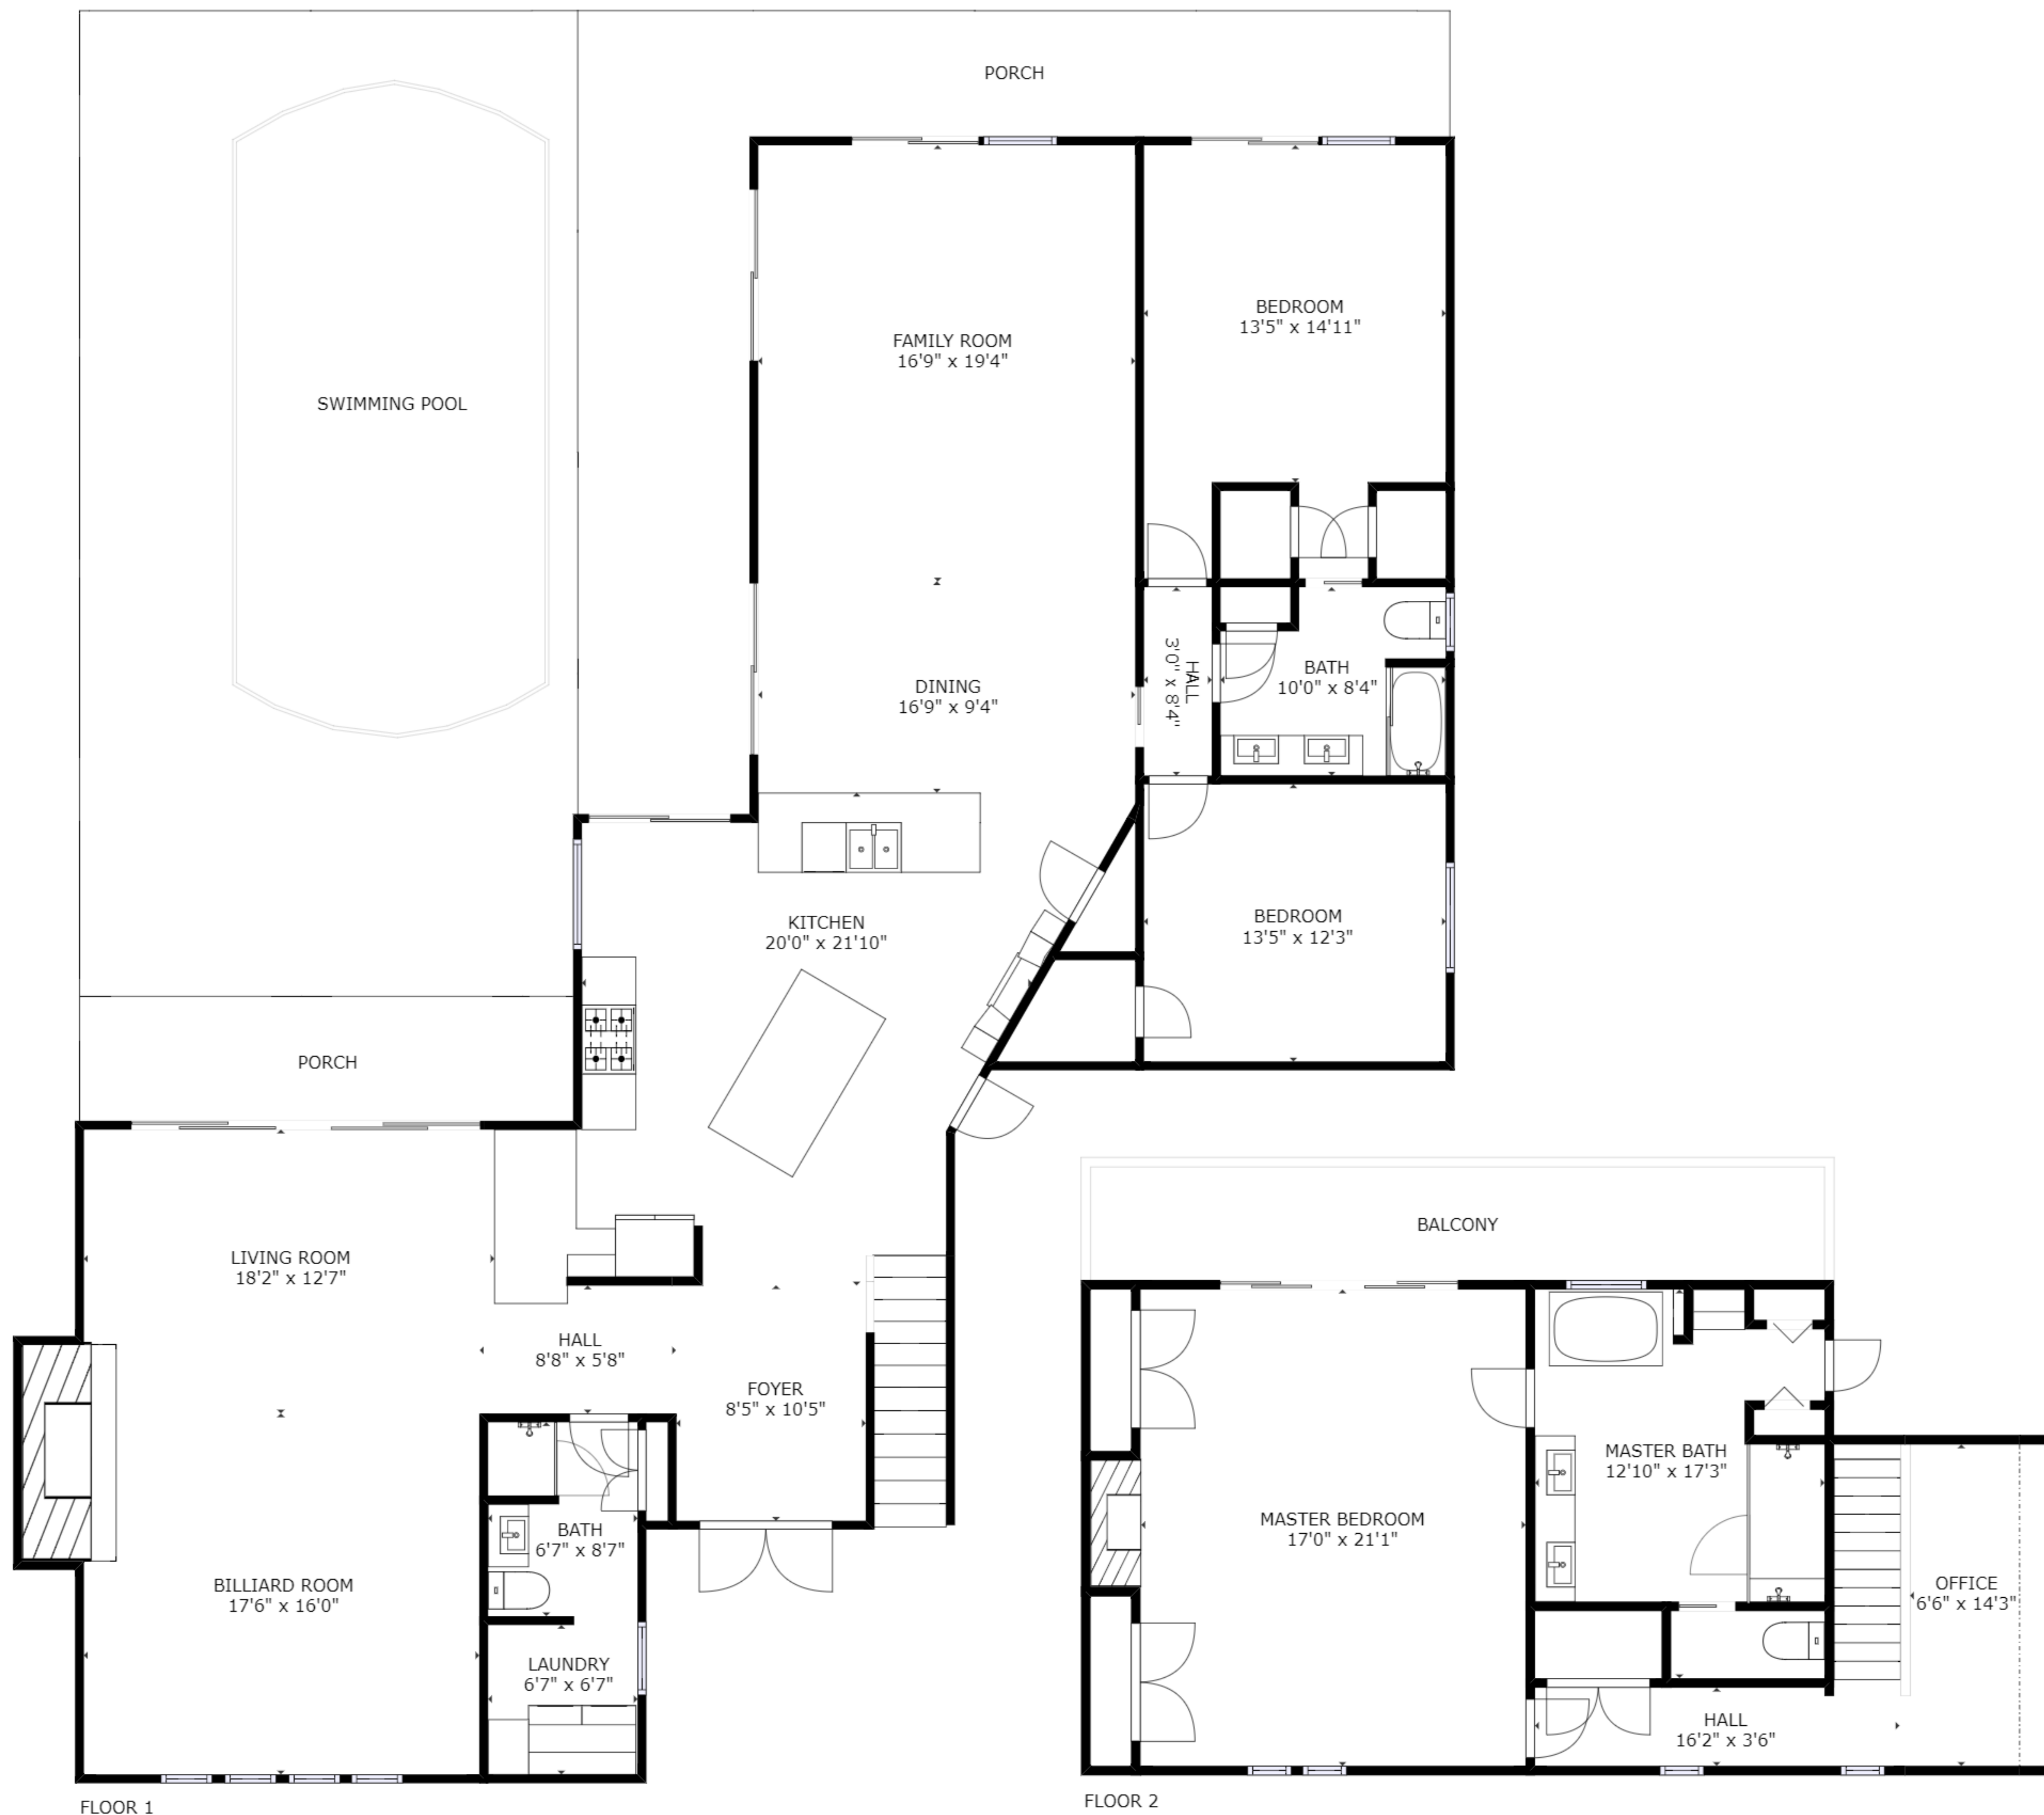 PORCH
BEDROOM
13'5" x 14'11"
FAMILY ROOM
16'9" x 19'4"
SWIMMING POOL
HALL
3'0" x 8'4"
BATH
10'0" x 8'4"
DINING
16'9" x 9'4"
KITCHEN
20'0" x 21'10"
BEDROOM
13'5" x 12'3"
PORCH
LIVING ROOM
18'2" x 12'7"
HALL
8'8" x 5'8"
FOYER
8'5" x 10'5"
BATH
6'7" x 8'7"
BILLIARD ROOM
17'6" x 16'0"
LAUNDRY
6'7" x 6'7"
FLOOR 1
BALCONY
MASTER BATH
12'10" x 17'3"
MASTER BEDROOM
17'0" x 21'1"
OFFICE
6'6" x 14'3"
HALL
16'2" x 3'6"
FLOOR 2